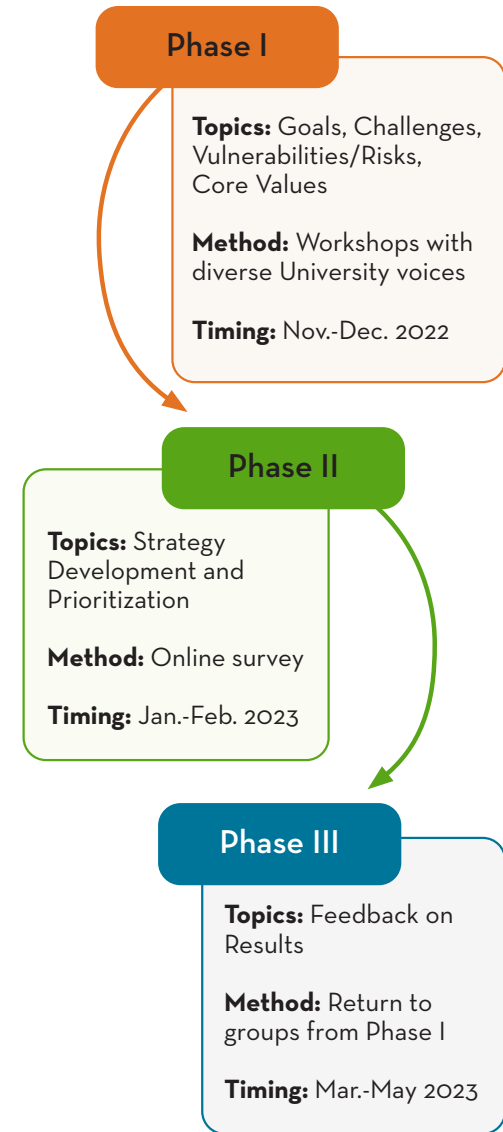 Phase I
Topics: Goals, Challenges,
Vulnerabilities/Risks,
Core Values
Method: Workshops with
diverse University voices
Timing: Nov.-Dec. 2022
Phase II
Topics: Strategy
Development and
Prioritization
Method: Online survey
Timing: Jan.-Feb. 2023
Phase III
Topics: Feedback on
Results
Method: Return to
groups from Phase I
Timing: Mar.-May 2023